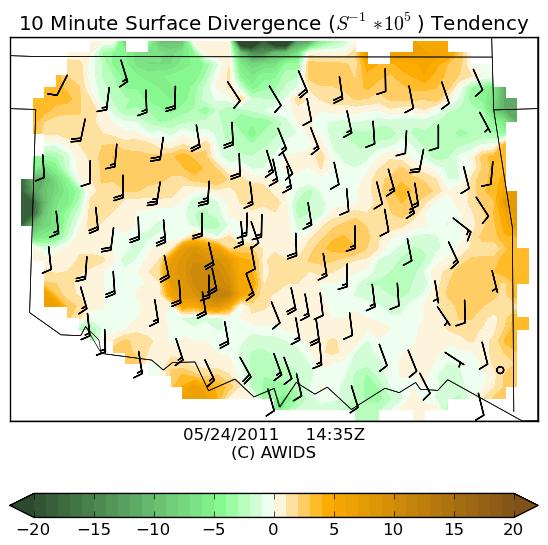 10 Minute Surface Divergence (S⁻¹ *10⁵ ) Tendency
05/24/2011 14:35Z
(C) AWIDS
−20 −15 −10 −5 0 5 10 15 20